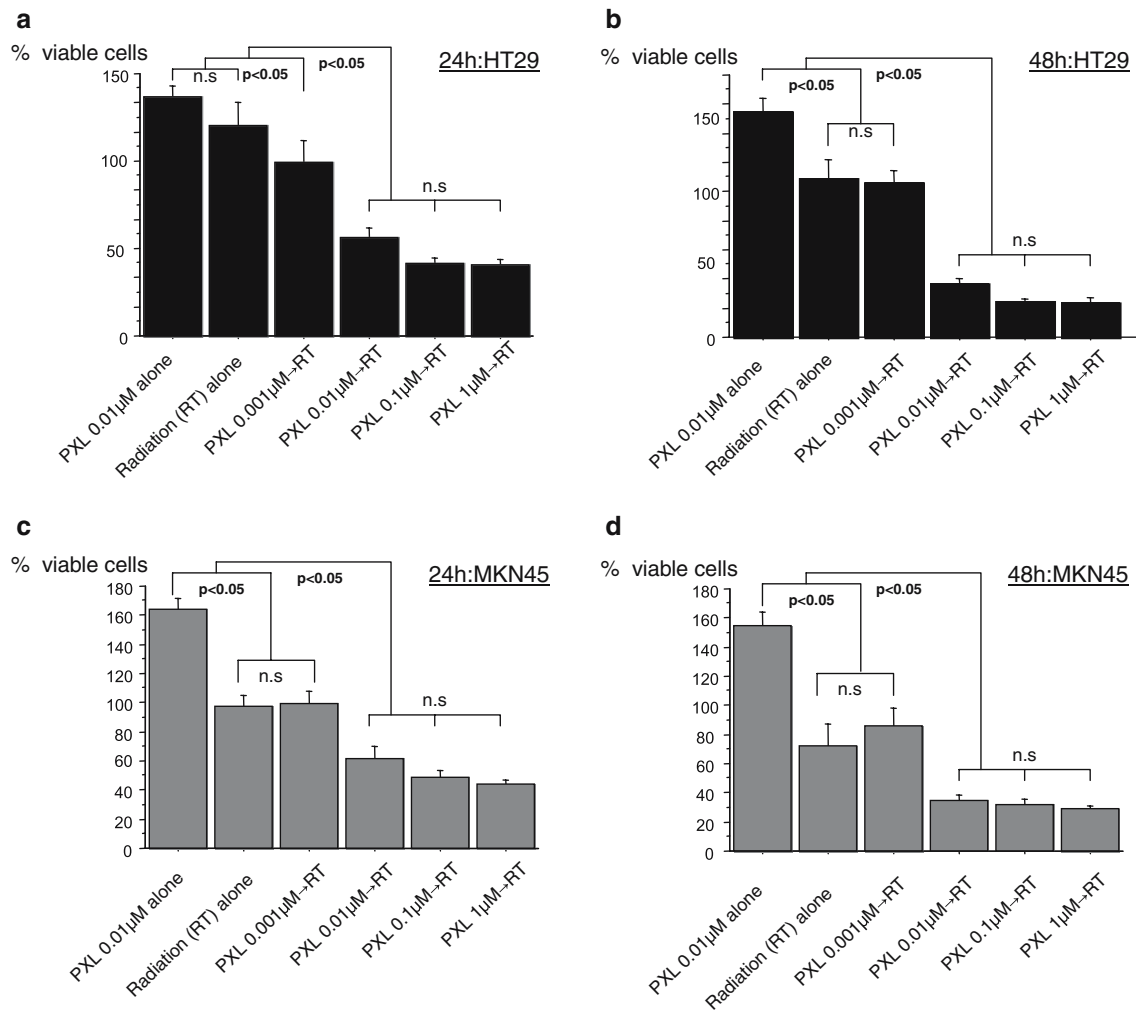 a
% viable cells
24h:HT29
n.s
p<0.05
p<0.05
n.s
150
100
50
0
PXL 0.01µM alone
Radiation (RT) alone
PXL 0.001µM→RT
PXL 0.01µM→RT
PXL 0.1µM→RT
PXL 1µM→RT
b
% viable cells
48h:HT29
p<0.05
p<0.05
n.s
n.s
150
100
50
0
PXL 0.01µM alone
Radiation (RT) alone
PXL 0.001µM→RT
PXL 0.01µM→RT
PXL 0.1µM→RT
PXL 1µM→RT
c
% viable cells
24h:MKN45
p<0.05
p<0.05
n.s
n.s
180
160
140
120
100
80
60
40
20
0
PXL 0.01µM alone
Radiation (RT) alone
PXL 0.001µM→RT
PXL 0.01µM→RT
PXL 0.1µM→RT
PXL 1µM→RT
d
% viable cells
48h:MKN45
p<0.05
p<0.05
n.s
n.s
180
160
140
120
100
80
60
40
20
0
PXL 0.01µM alone
Radiation (RT) alone
PXL 0.001µM→RT
PXL 0.01µM→RT
PXL 0.1µM→RT
PXL 1µM→RT